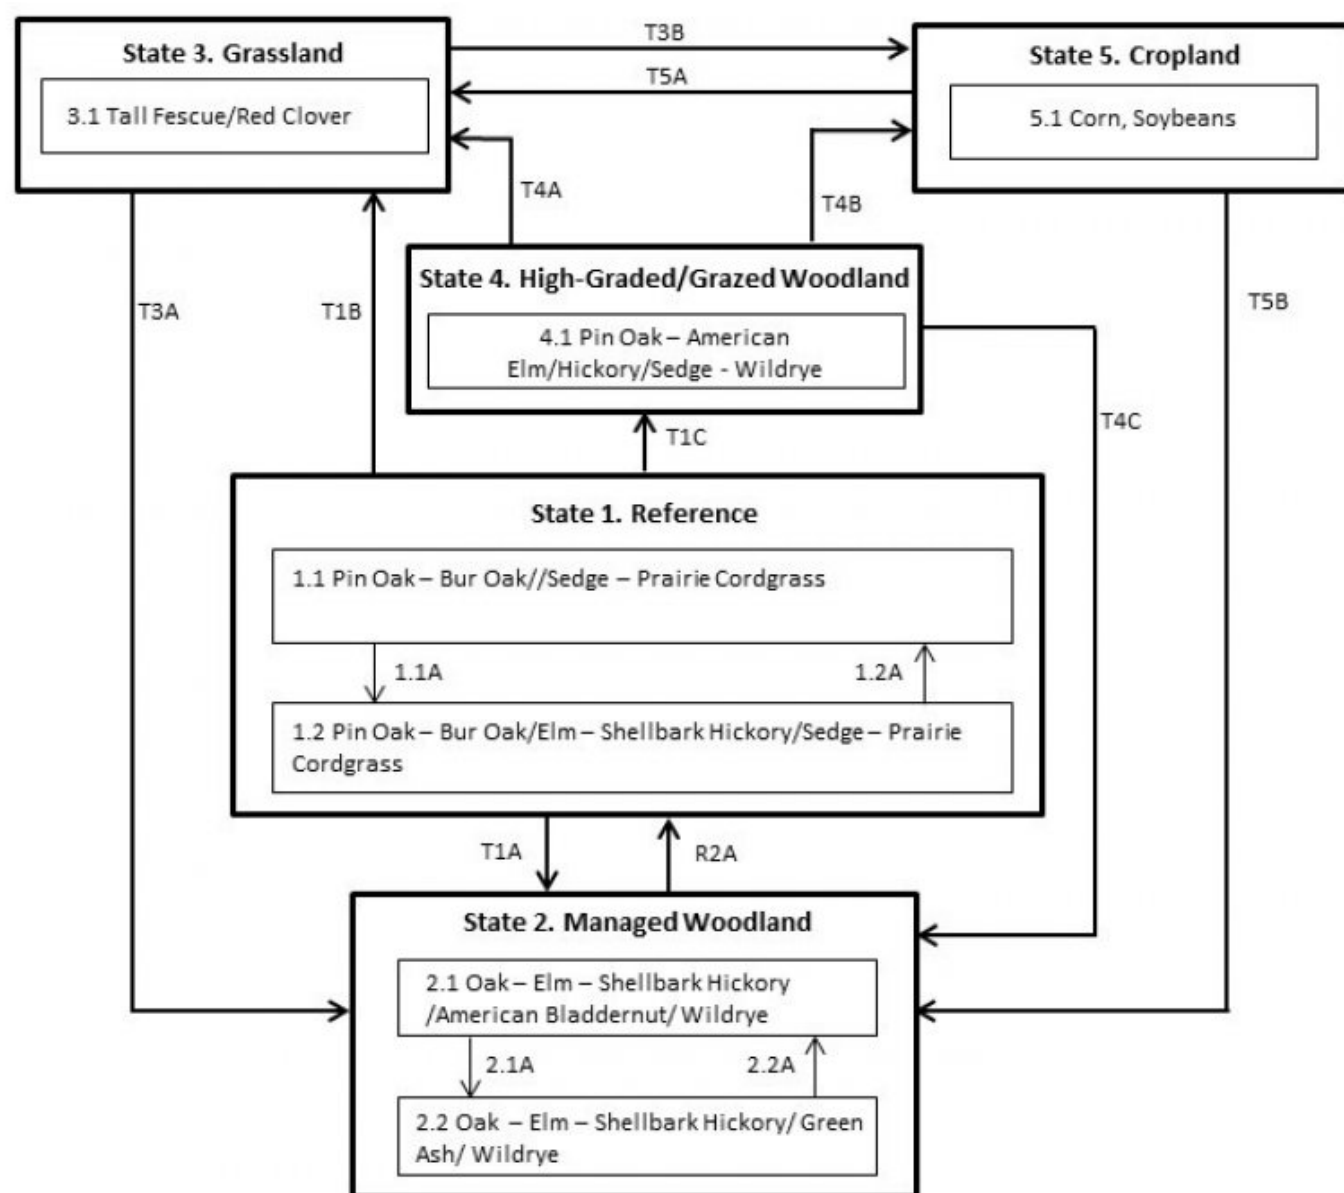 State 3. Grassland
3.1 Tall Fescue/Red Clover
T3B
T5A
State 5. Cropland
5.1 Corn, Soybeans
T4A
T4B
State 4. High-Graded/Grazed Woodland
4.1 Pin Oak – American
Elm/Hickory/Sedge - Wildrye
T3A
T1B
T5B
T1C
T4C
State 1. Reference
1.1 Pin Oak – Bur Oak//Sedge – Prairie Cordgrass
1.1A
1.2A
1.2 Pin Oak – Bur Oak/Elm – Shellbark Hickory/Sedge – Prairie
Cordgrass
T1A
R2A
State 2. Managed Woodland
2.1 Oak – Elm – Shellbark Hickory
/American Bladdernut/ Wildrye
2.1A
2.2A
2.2 Oak – Elm – Shellbark Hickory/ Green
Ash/ Wildrye